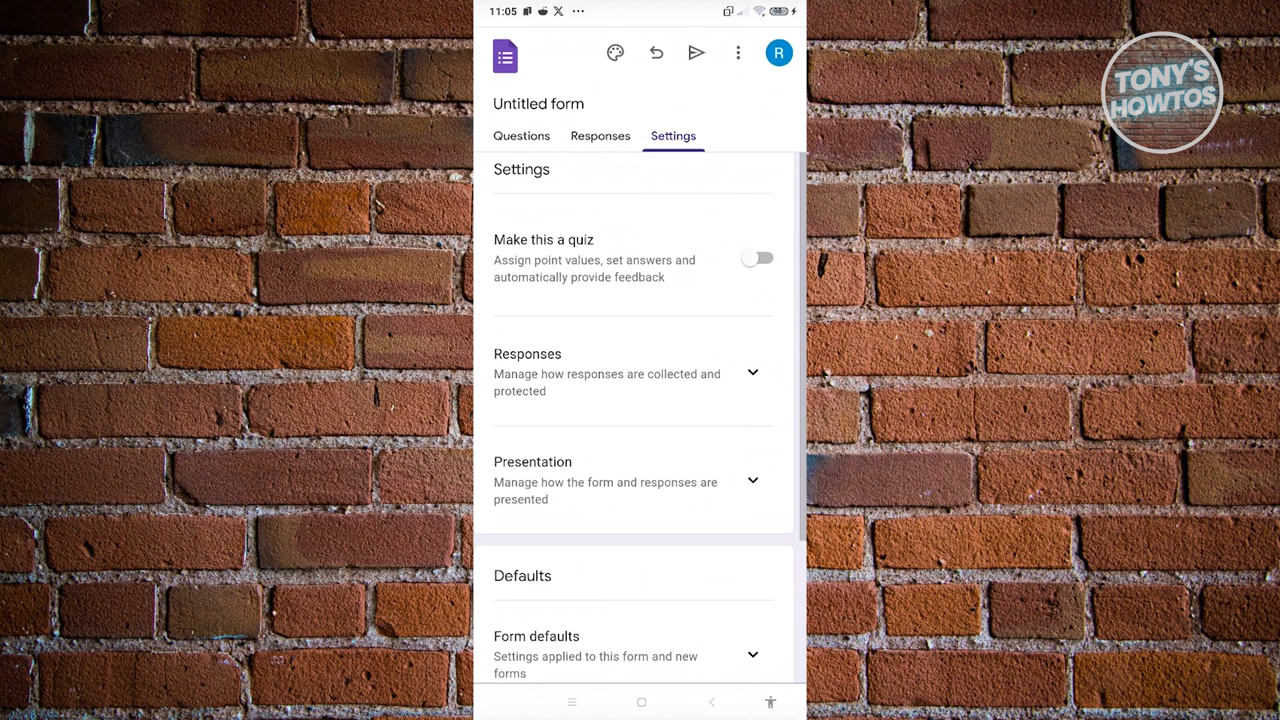 11:05
Untitled form
R
Questions Responses Settings
Settings
Make this a quiz
Assign point values, set answers and
automatically provide feedback
Responses
Manage how responses are collected and
protected
Presentation
Manage how the form and responses are
presented
Defaults
Form defaults
Settings applied to this form and new
forms
TONY'S
HOWTOS